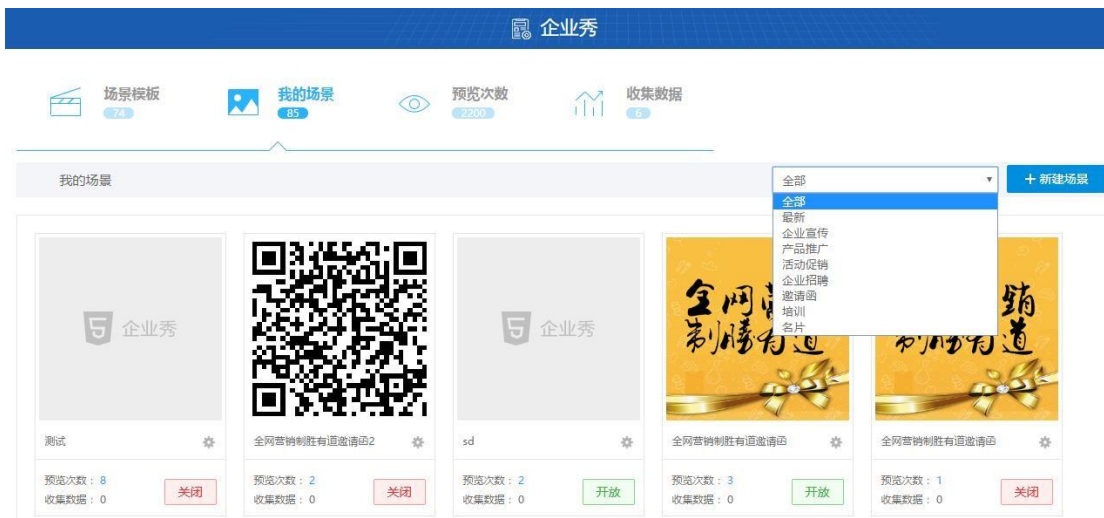 企业秀
场景模板
74
我的场景
85
预览次数
2200
收集数据
6
我的场景
全部
+ 新建场景
全部
最新
企业宣传
产品推广
活动促销
企业招聘
邀请函
培训
名片
企业秀
企业秀
全网
制胜有道
销
制胜有道
测试
全网营销制胜有道邀请函2
sd
全网营销制胜有道邀请函
全网营销制胜有道邀请函
预览次数：8
收集数据：0
关闭
预览次数：2
收集数据：0
关闭
预览次数：2
收集数据：0
开放
预览次数：3
收集数据：0
开放
预览次数：1
收集数据：0
关闭